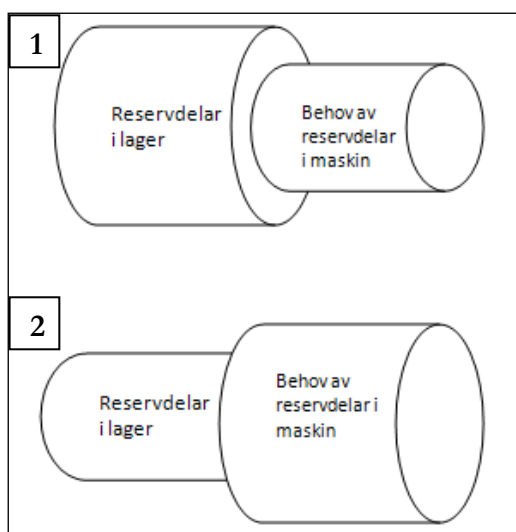 1
Reservdelar
i lager
Behov av
reservdelar
i maskin
2
Reservdelar
i lager
Behov av
reservdelar i
maskin